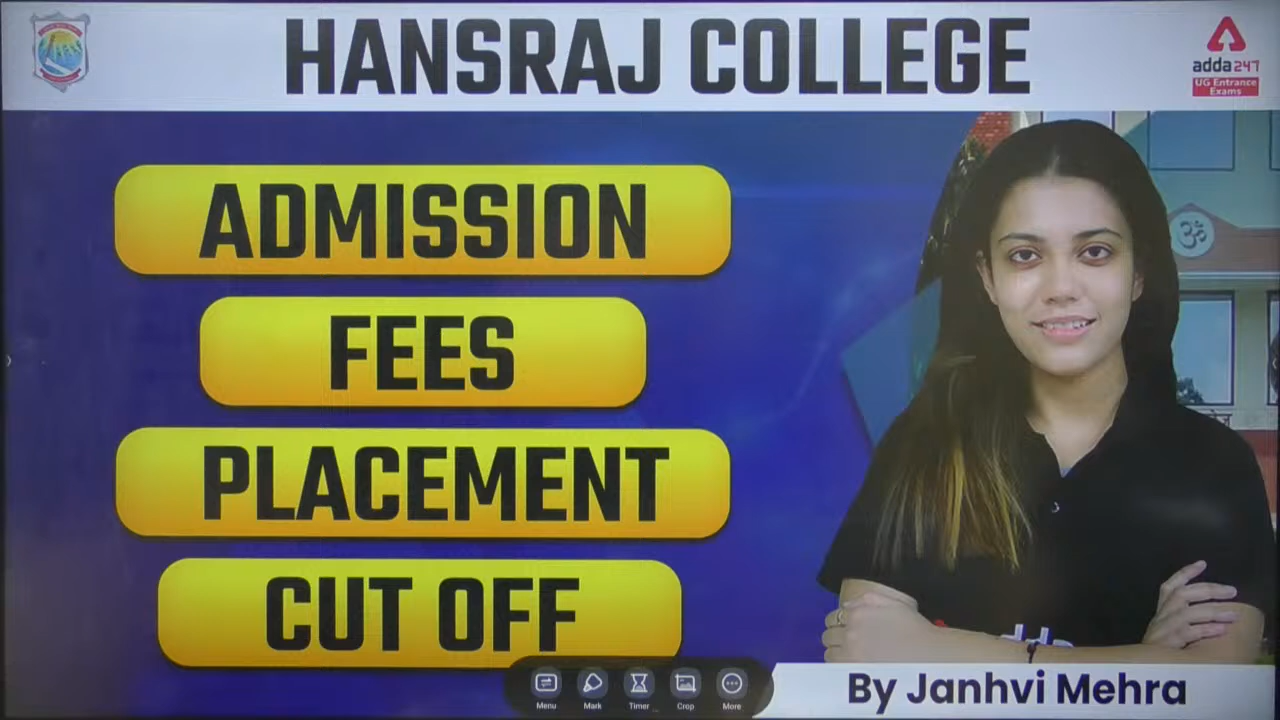 HANSRAJ COLLEGE
adda247
UG Entrance
Exams
ADMISSION
FEES
PLACEMENT
CUT OFF
ॐ
By Janhvi Mehra
Menu
Mark
Timer
Crop
More